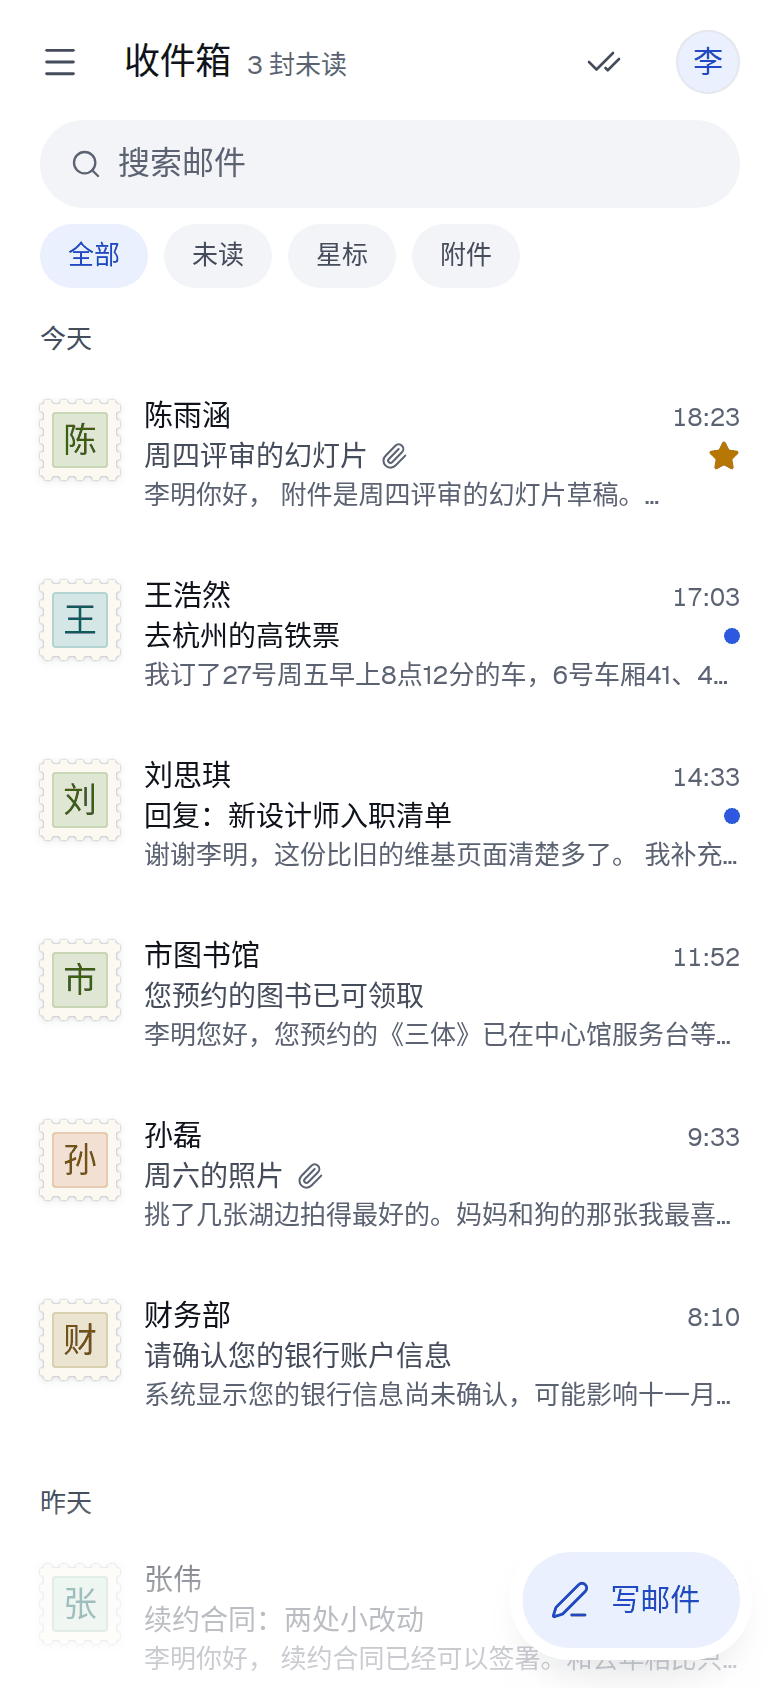 收件箱 3 封未读 李
搜索邮件
全部 未读 星标 附件
今天
陈 陈雨涵 18:23
周四评审的幻灯片
李明你好， 附件是周四评审的幻灯片草稿。...
王 王浩然 17:03
去杭州的高铁票
我订了27号周五早上8点12分的车，6号车厢41、4...
刘 刘思琪 14:33
回复：新设计师入职清单
谢谢李明，这份比旧的维基页面清楚多了。 我补充...
市 市图书馆 11:52
您预约的图书已可领取
李明您好，您预约的《三体》已在中心馆服务台等...
孙 孙磊 9:33
周六的照片
挑了几张湖边拍得最好的。妈妈和狗的那张我最喜...
财 财务部 8:10
请确认您的银行账户信息
系统显示您的银行信息尚未确认，可能影响十一月...
昨天
张 张伟
续约合同：两处小改动
写邮件
李明你好， 续约合同已经可以签署。和去年相比只...